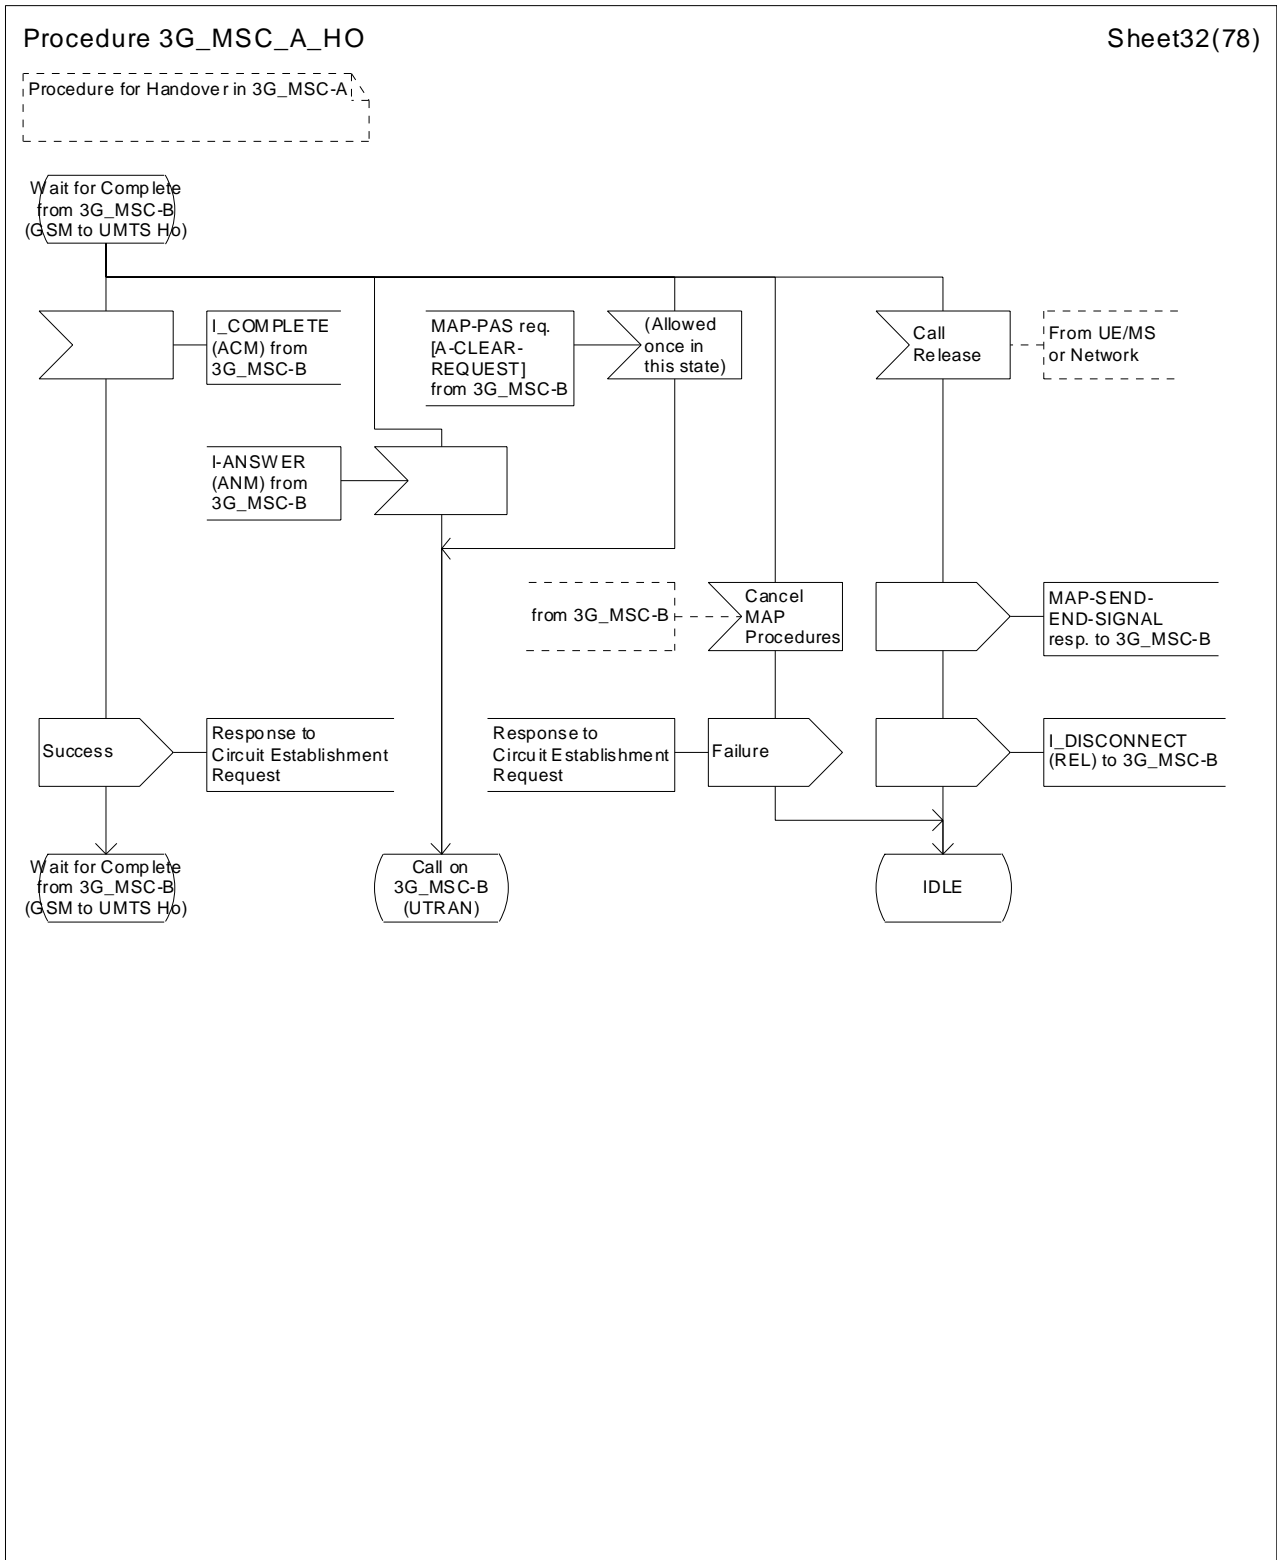 Procedure 3G_MSC_A_HO
Sheet32(78)
Procedure for Handover in 3G_MSC-A
Wait for Complete
from 3G_MSC-B
(GSM to UMTS Ho)
I_COMPLETE
(ACM) from
3G_MSC-B
MAP-PAS req.
[A-CLEAR-
REQUEST]
from 3G_MSC-B
(Allowed
once in
this state)
Call
Release
From UE/MS
or Network
I-ANSWER
(ANM) from
3G_MSC-B
from 3G_MSC-B
Cancel
MAP
Procedures
MAP-SEND-
END-SIGNAL
resp. to 3G_MSC-B
Success
Response to
Circuit Establishment
Request
Response to
Circuit Establishment
Request
Failure
I_DISCONNECT
(REL) to 3G_MSC-B
Wait for Complete
from 3G_MSC-B
(GSM to UMTS Ho)
Call on
3G_MSC-B
(UTRAN)
IDLE